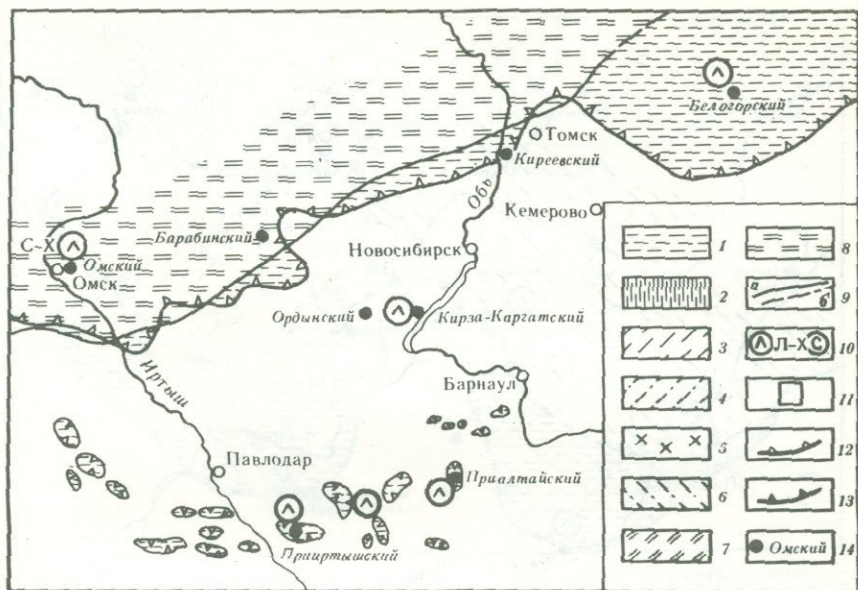 Белогорский
Томск
Киреевский
Обь
Кемерово
С-Х
Барабинский
Новосибирск
Омский
Омск
Ордынский
Кирза-Каргатский
Иртыш
Барнаул
Павлодар
Приалтайский
Прииртышский
1
8
2
а
б
9
3
Л-Х С
10
4
11
5
12
6
13
7
Омский
14